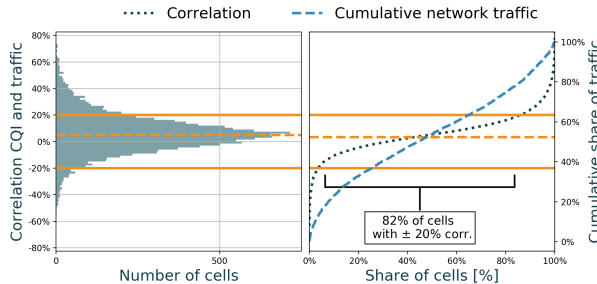 Correlation
Cumulative network traffic
Correlation CQI and traffic
80%
60%
40%
20%
0%
-20%
-40%
-60%
-80%
0
500
Number of cells
82% of cells
with ± 20% corr.
0%
20%
40%
60%
80%
100%
Share of cells [%]
100%
80%
60%
40%
20%
0%
Cumulative share of traffic